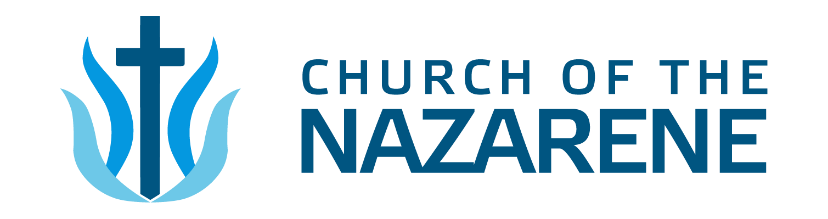 CHURCH OF THE
NAZARENE